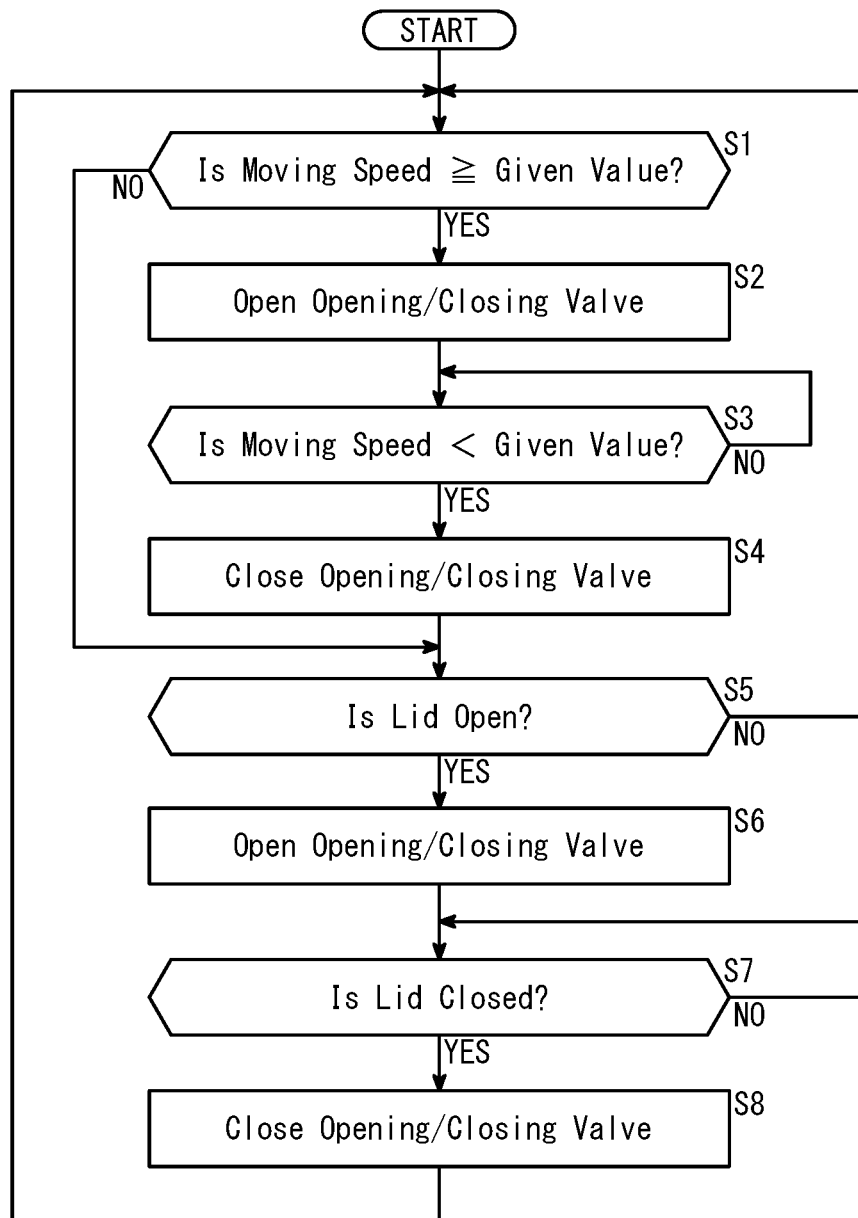 START
S1
Is Moving Speed ≧ Given Value?
NO
YES
S2
Open Opening/Closing Valve
S3
Is Moving Speed < Given Value?
NO
YES
S4
Close Opening/Closing Valve
S5
Is Lid Open?
NO
YES
S6
Open Opening/Closing Valve
S7
Is Lid Closed?
NO
YES
S8
Close Opening/Closing Valve